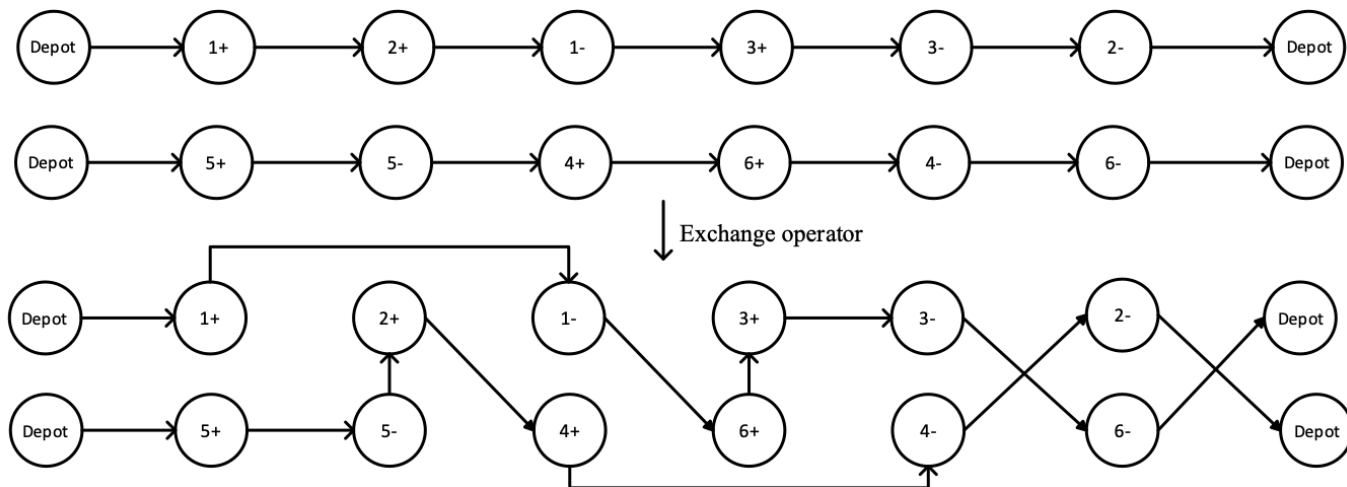 Depot 1+ 2+ 1- 3+ 3- 2- Depot
Depot 5+ 5- 4+ 6+ 4- 6- Depot
Exchange operator
Depot 1+ 2+ 1- 3+ 3- 2- Depot
Depot 5+ 5- 4+ 6+ 4- 6- Depot